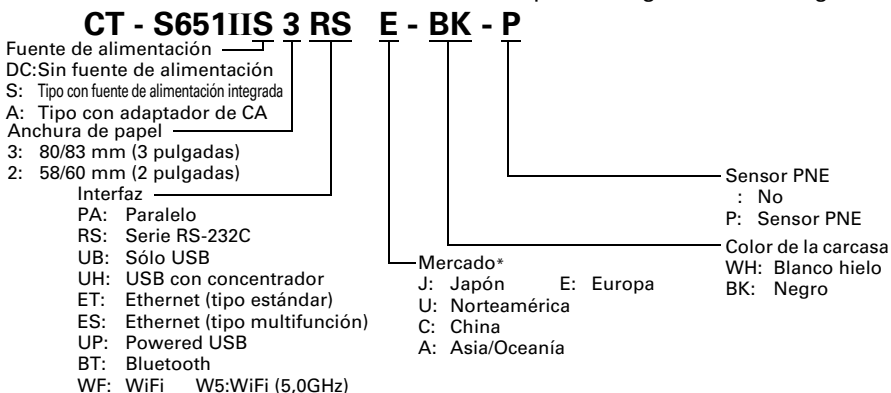 CT - S651IIS 3 RS E - BK - P
Fuente de alimentación
DC:Sin fuente de alimentación
S: Tipo con fuente de alimentación integrada
A: Tipo con adaptador de CA
Anchura de papel
3: 80/83 mm (3 pulgadas)
2: 58/60 mm (2 pulgadas)
Interfaz
PA: Paralelo
RS: Serie RS-232C
UB: Sólo USB
UH: USB con concentrador
ET: Ethernet (tipo estándar)
ES: Ethernet (tipo multifunción)
UP: Powered USB
BT: Bluetooth
WF: WiFi W5:WiFi (5,0GHz)
Mercado*
J: Japón E: Europa
U: Norteamérica
C: China
A: Asia/Oceanía
Sensor PNE
: No
P: Sensor PNE
Color de la carcasa
WH: Blanco hielo
BK: Negro